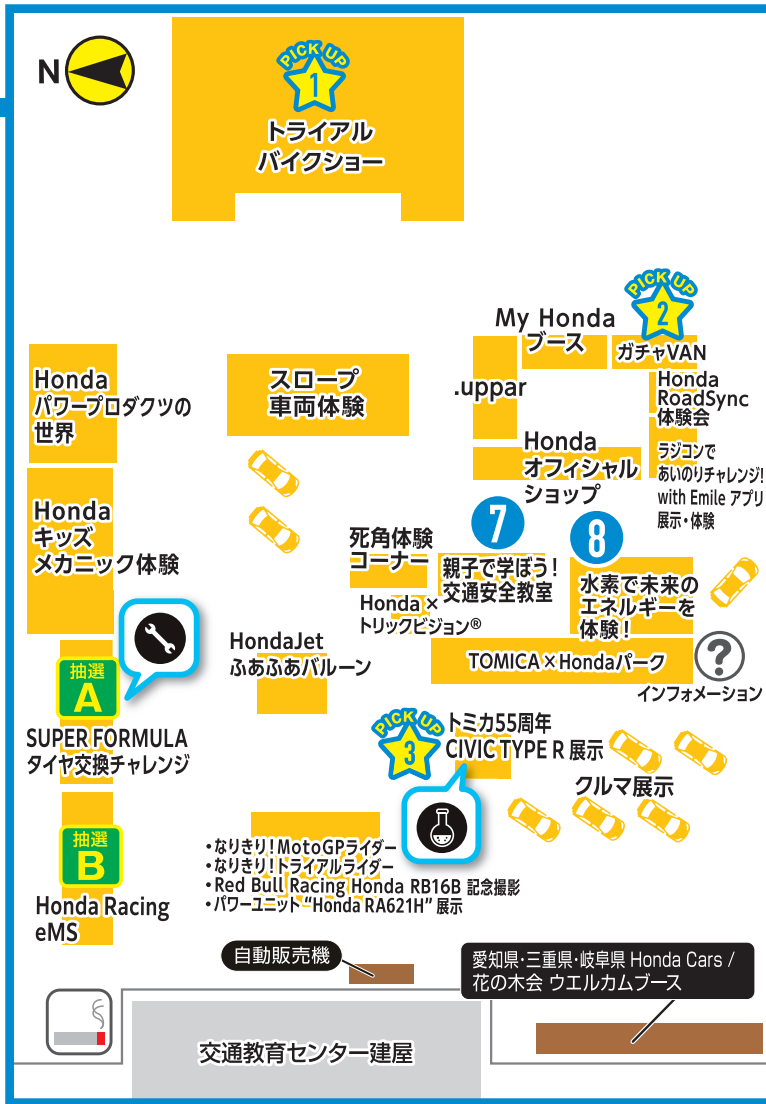 N
PICK UP
1
トライアル
バイクショー
PICK UP
2
My Honda
ブース
ガチャVAN
Honda
パワープロダクツの
世界
スロープ
車両体験
.uppar
Honda
RoadSync
体験会
Honda
オフィシャル
ショップ
ラジコンで
あいのりチャレンジ!
with Emile アプリ
展示・体験
Honda
キッズ
メカニック体験
死角体験
コーナー
7
親子で学ぼう!
交通安全教室
8
水素で未来の
エネルギーを
体験!
Honda×
トリックビジョン®
HondaJet
ふあふあバルーン
TOMICA×Hondaパーク
?
インフォメーション
抽選
A
SUPER FORMULA
タイヤ交換チャレンジ
PICK UP
3
トミカ55周年
CIVIC TYPE R 展示
クルマ展示
抽選
B
Honda Racing
eMS
・なりきり!MotoGPライダー
・なりきり!トライアルライダー
・Red Bull Racing Honda RB16B 記念撮影
・パワーユニット“Honda RA621H”展示
自動販売機
愛知県・三重県・岐阜県 Honda Cars /
花の木会 ウエルカムブース
交通教育センター建屋